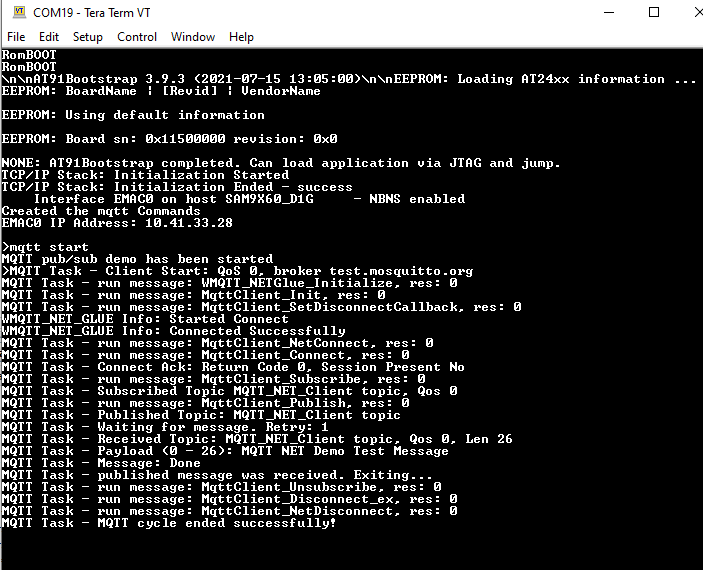 COM19 - Tera Term VT
File Edit Setup Control Window Help
RomBOOT
RomBOOT
\n\nAT91Bootstrap 3.9.3 (2021-07-15 13:05:00)\n\nEEPROM: Loading AT24xx information ...
EEPROM: BoardName | [Revid] | VendorName
EEPROM: Using default information
EEPROM: Board sn: 0x11500000 revision: 0x0
NONE: AT91Bootstrap completed. Can load application via JTAG and jump.
TCP/IP Stack: Initialization Started
TCP/IP Stack: Initialization Ended - success
Interface EMAC0 on host SAM9X60_D1G - NBNS enabled
Created the mqtt Commands
EMAC0 IP Address: 10.41.33.28
>mqtt start
MQTT pub/sub demo has been started
>MQTT Task - Client Start: QoS 0, broker test.mosquitto.org
MQTT Task - run message: WMQTT_NETGlue_Initialize, res: 0
MQTT Task - run message: MqttClient_Init, res: 0
MQTT Task - run message: MqttClient_SetDisconnectCallback, res: 0
WMQTT_NET_GLUE Info: Started Connect
WMQTT_NET_GLUE Info: Connected Successfully
MQTT Task - run message: MqttClient_NetConnect, res: 0
MQTT Task - run message: MqttClient_Connect, res: 0
MQTT Task - Connect Ack: Return Code 0, Session Present No
MQTT Task - run message: MqttClient_Subscribe, res: 0
MQTT Task - Subscribed Topic MQTT_NET_Client topic, Qos 0
MQTT Task - run message: MqttClient_Publish, res: 0
MQTT Task - Published Topic: MQTT_NET_Client topic
MQTT Task - Waiting for message. Retry: 1
MQTT Task - Received Topic: MQTT_NET_Client topic, Qos 0, Len 26
MQTT Task - Payload (0 - 26): MQTT NET Demo Test Message
MQTT Task - Message: Done
MQTT Task - published message was received. Exiting...
MQTT Task - run message: MqttClient_Unsubscribe, res: 0
MQTT Task - run message: MqttClient_Disconnect_ex, res: 0
MQTT Task - run message: MqttClient_NetDisconnect, res: 0
MQTT Task - MQTT cycle ended successfully!